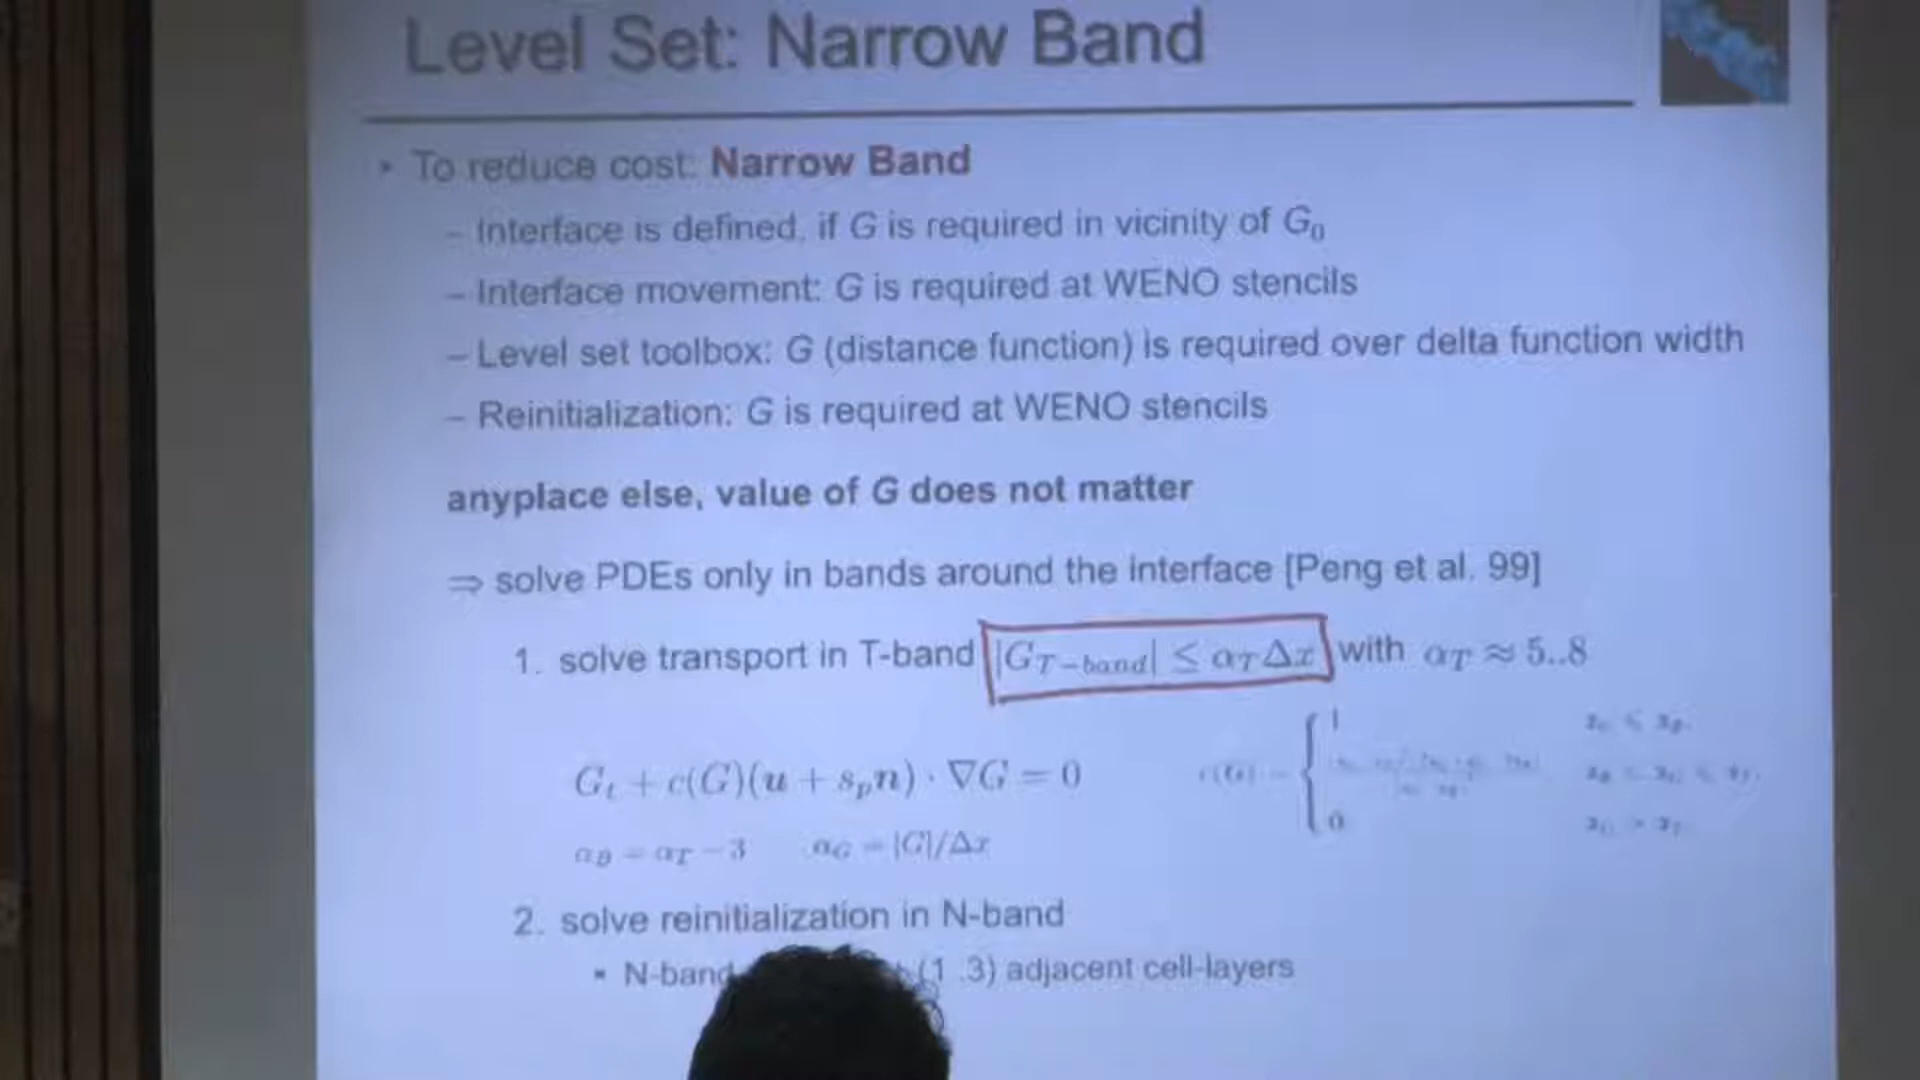 Level Set: Narrow Band
• To reduce cost: Narrow Band
– Interface is defined, if G is required in vicinity of G₀
– Interface movement: G is required at WENO stencils
– Level set toolbox: G (distance function) is required over delta function width
– Reinitialization: G is required at WENO stencils
anyplace else, value of G does not matter
⇒ solve PDEs only in bands around the interface [Peng et al. 99]
1. solve transport in T-band |G_{T-band}| ≤ α_T Δx with α_T ≈ 5..8
G_t + c(G)(u + s_p n) · ∇G = 0
c(G) = { 1
0
α_B = α_T − 3 α_G = |G|/Δx
2. solve reinitialization in N-band
▪ N-band (1 .3) adjacent cell-layers